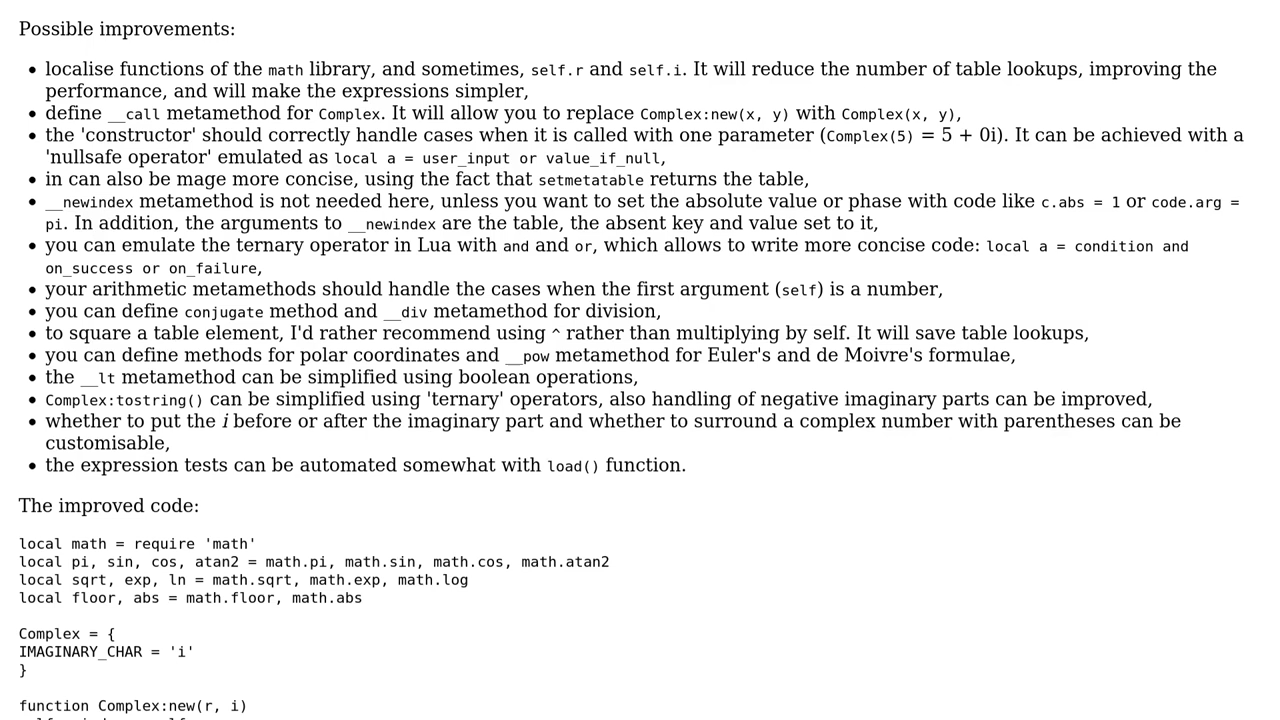 Possible improvements:
localise functions of the math library, and sometimes, self.r and self.i. It will reduce the number of table lookups, improving the
performance, and will make the expressions simpler,
define __call metamethod for Complex. It will allow you to replace Complex:new(x, y) with Complex(x, y),
the 'constructor' should correctly handle cases when it is called with one parameter (Complex(5) = 5 + 0i). It can be achieved with a
'nullsafe operator' emulated as local a = user_input or value_if_null,
in can also be mage more concise, using the fact that setmetatable returns the table,
__newindex metamethod is not needed here, unless you want to set the absolute value or phase with code like c.abs = 1 or code.arg =
pi. In addition, the arguments to __newindex are the table, the absent key and value set to it,
you can emulate the ternary operator in Lua with and and or, which allows to write more concise code: local a = condition and
on_success or on_failure,
your arithmetic metamethods should handle the cases when the first argument (self) is a number,
you can define conjugate method and __div metamethod for division,
to square a table element, I'd rather recommend using ^ rather than multiplying by self. It will save table lookups,
you can define methods for polar coordinates and __pow metamethod for Euler's and de Moivre's formulae,
the __lt metamethod can be simplified using boolean operations,
Complex:tostring() can be simplified using 'ternary' operators, also handling of negative imaginary parts can be improved,
whether to put the i before or after the imaginary part and whether to surround a complex number with parentheses can be
customisable,
the expression tests can be automated somewhat with load() function.
The improved code:
local math = require 'math'
local pi, sin, cos, atan2 = math.pi, math.sin, math.cos, math.atan2
local sqrt, exp, ln = math.sqrt, math.exp, math.log
local floor, abs = math.floor, math.abs
Complex = {
IMAGINARY_CHAR = 'i'
}
function Complex:new(r, i)